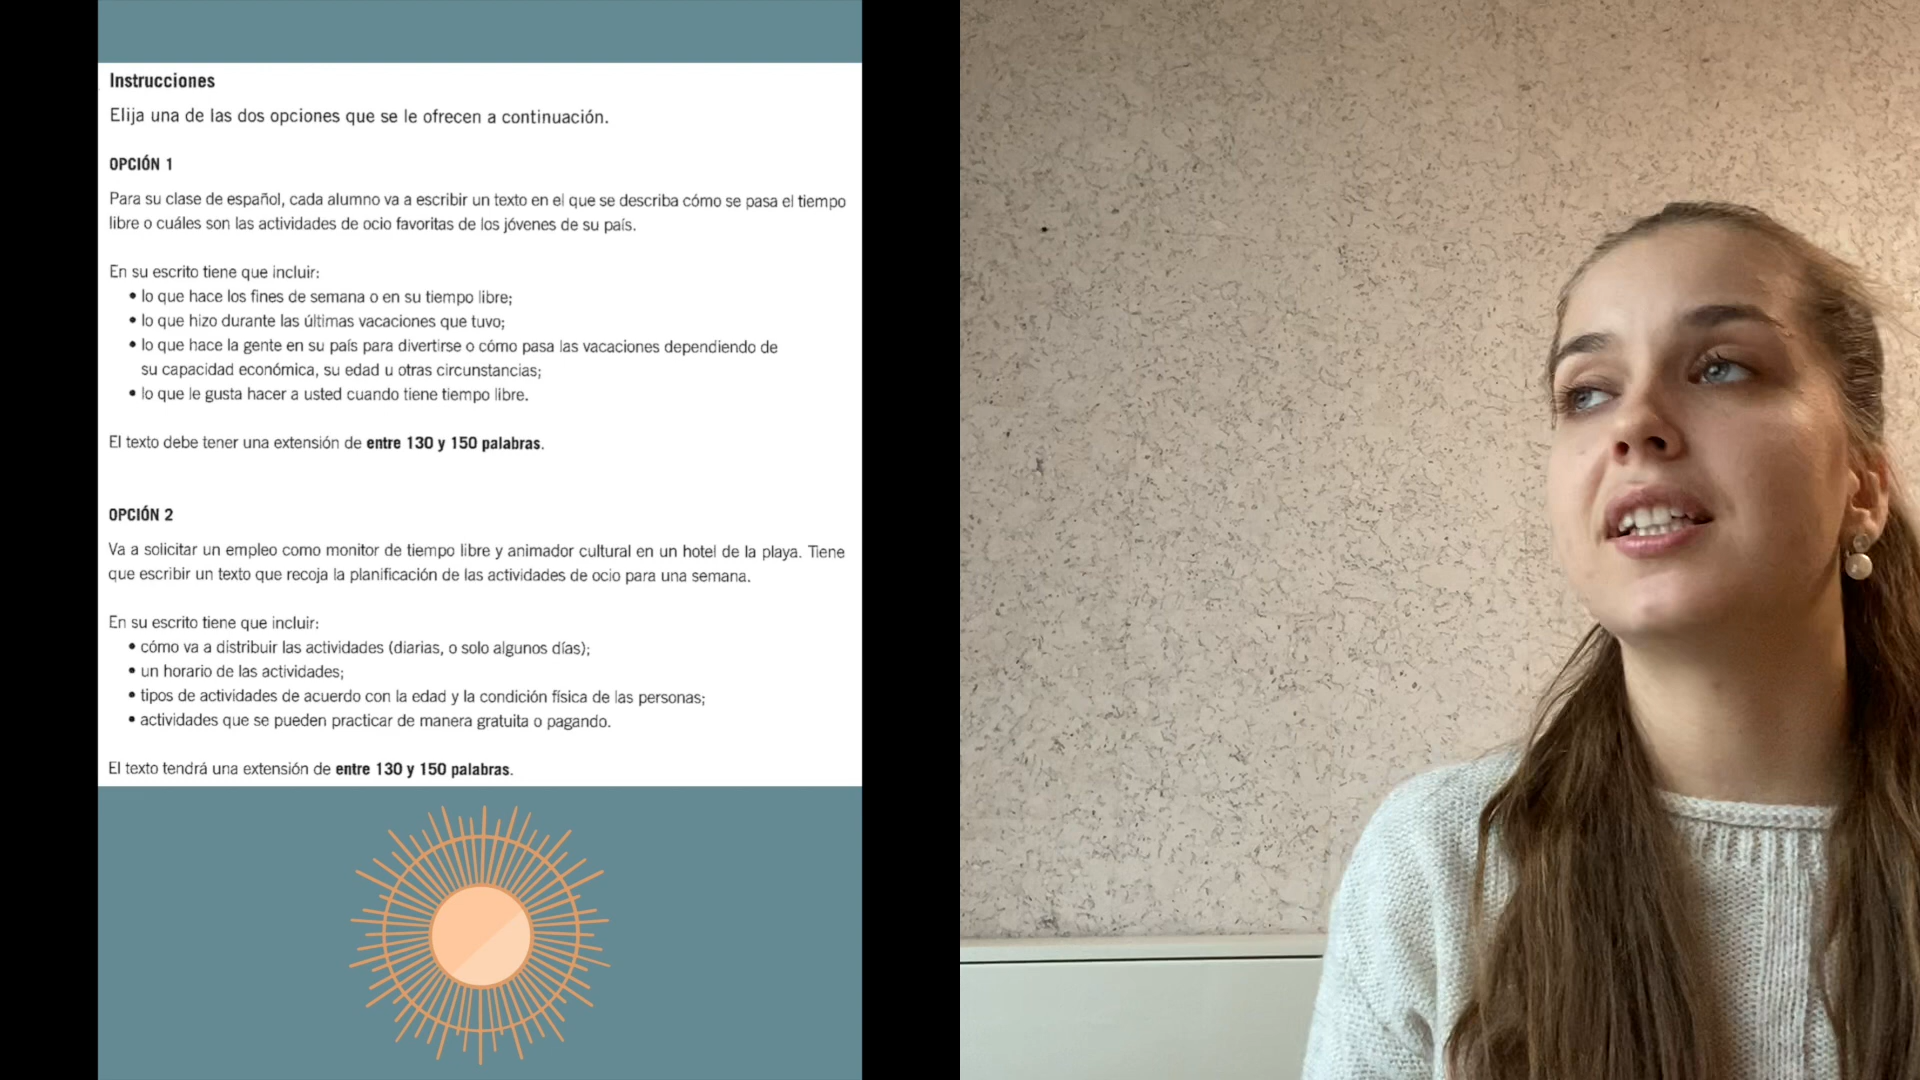 Instrucciones
Elija una de las dos opciones que se le ofrecen a continuación.
OPCIÓN 1
Para su clase de español, cada alumno va a escribir un texto en el que se describa cómo se pasa el tiempo
libre o cuáles son las actividades de ocio favoritas de los jóvenes de su país.
En su escrito tiene que incluir:
• lo que hace los fines de semana o en su tiempo libre;
• lo que hizo durante las últimas vacaciones que tuvo;
• lo que hace la gente en su país para divertirse o cómo pasa las vacaciones dependiendo de
su capacidad económica, su edad u otras circunstancias;
• lo que le gusta hacer a usted cuando tiene tiempo libre.
El texto debe tener una extensión de entre 130 y 150 palabras.
OPCIÓN 2
Va a solicitar un empleo como monitor de tiempo libre y animador cultural en un hotel de la playa. Tiene
que escribir un texto que recoja la planificación de las actividades de ocio para una semana.
En su escrito tiene que incluir:
• cómo va a distribuir las actividades (diarias, o solo algunos días);
• un horario de las actividades;
• tipos de actividades de acuerdo con la edad y la condición física de las personas;
• actividades que se pueden practicar de manera gratuita o pagando.
El texto tendrá una extensión de entre 130 y 150 palabras.